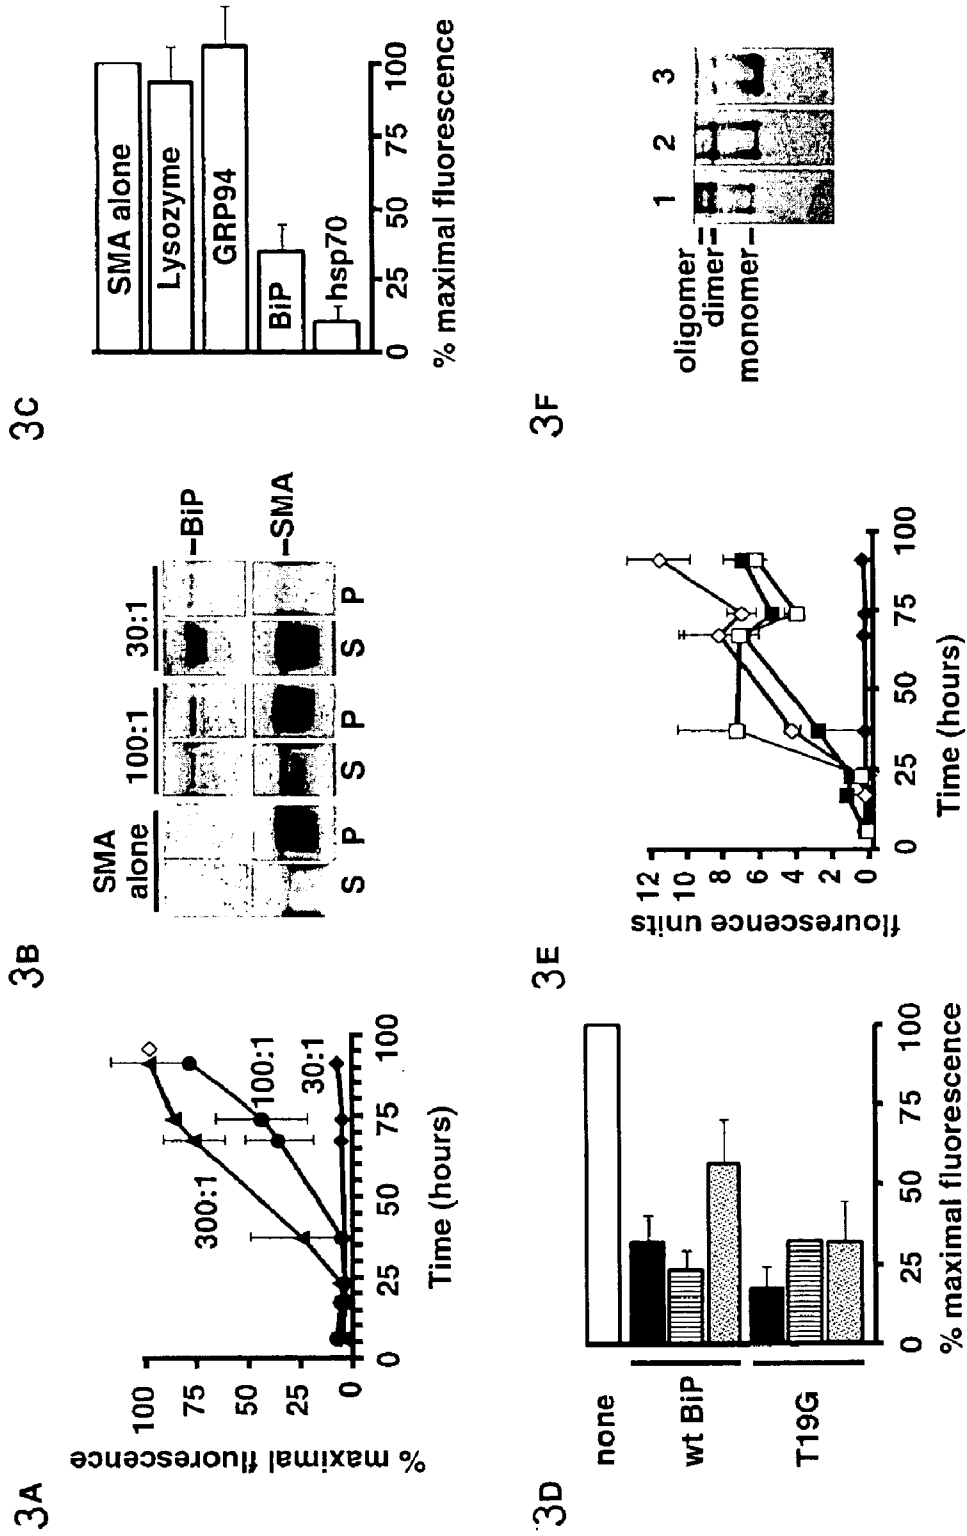 3A
% maximal fluorescence
100
75
50
25
0
300:1
100:1
30:1
0
25
50
75
100
Time (hours)
3B
SMA alone
100:1
30:1
BiP
SMA
S P S P S P
3C
SMA alone
Lysozyme
GRP94
BiP
hsp70
0
25
50
75
100
% maximal fluorescence
3D
none
wt BiP
T19G
0
25
50
75
100
% maximal fluorescence
3E
flourescence units
12
10
8
6
4
2
0
0
25
50
75
100
Time (hours)
3F
1 2 3
oligomer
dimer
monomer